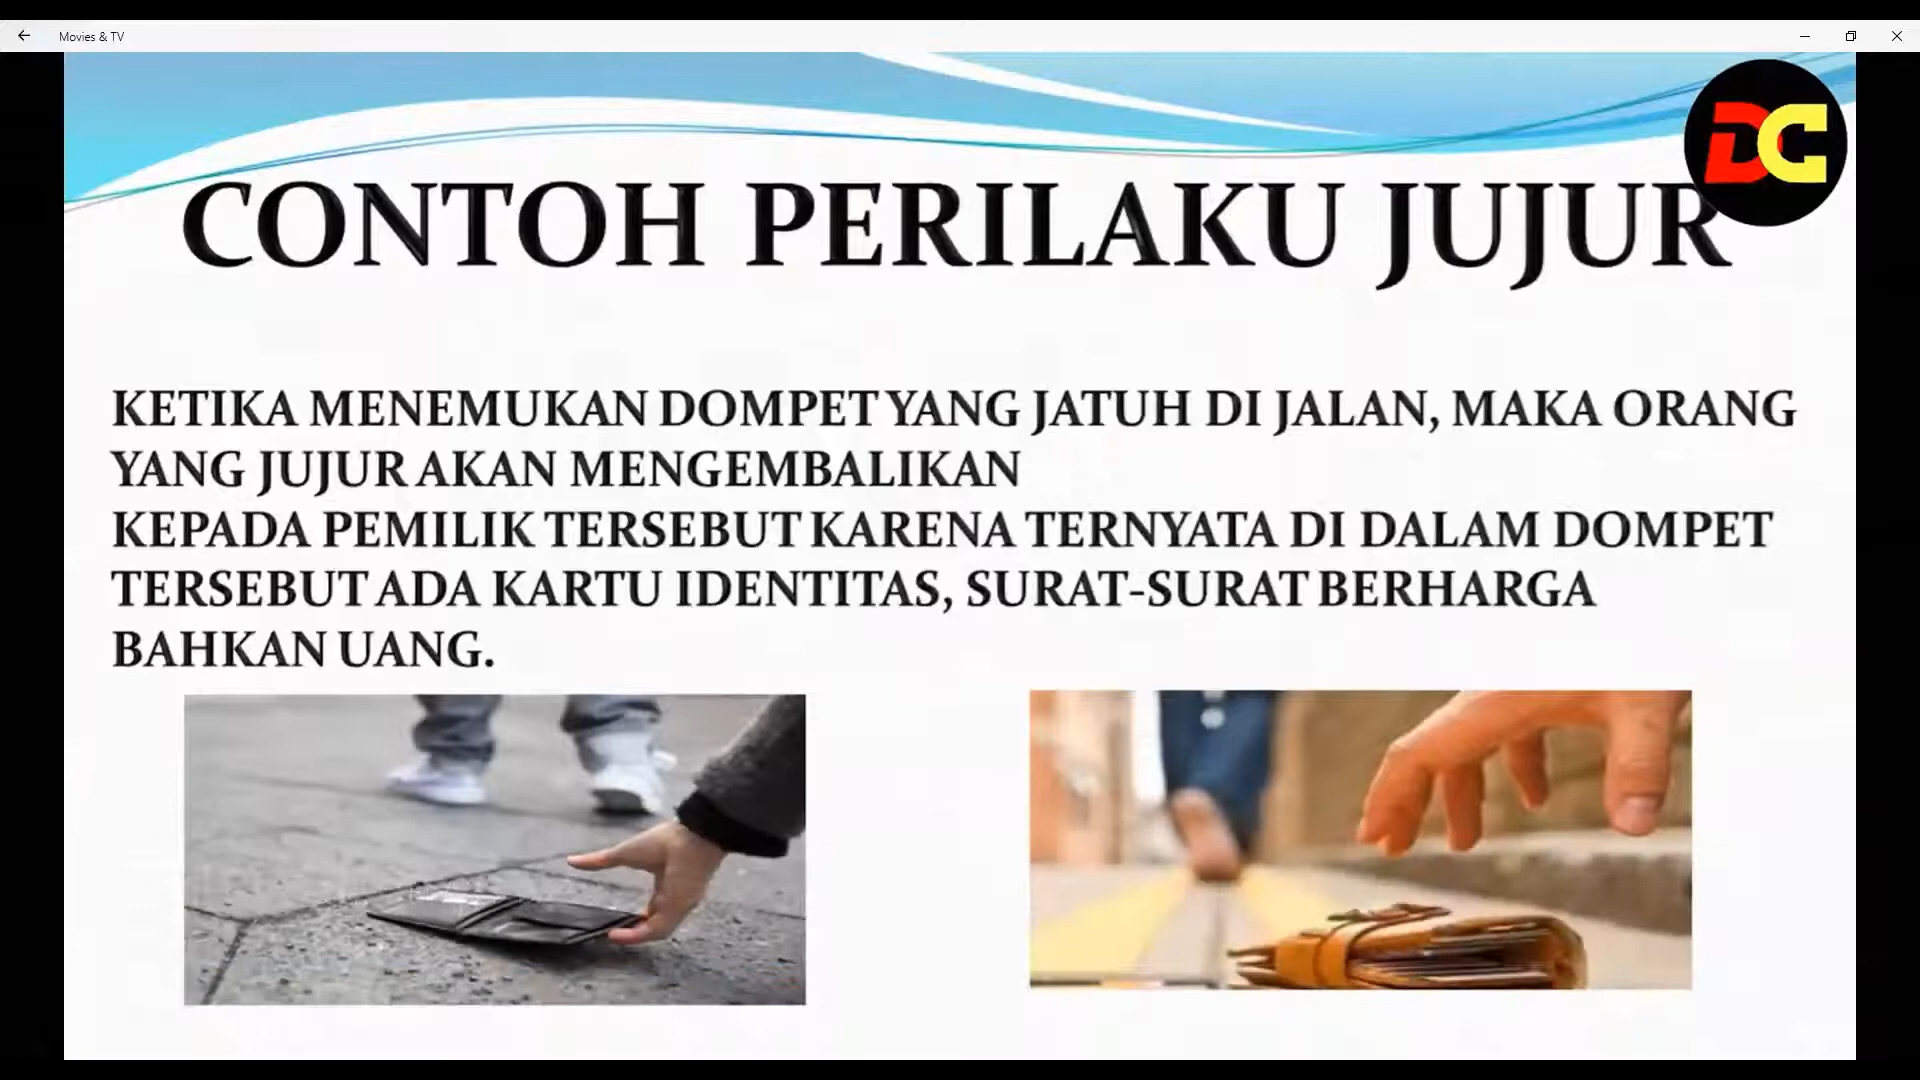 Movies & TV
DC
CONTOH PERILAKU JUJUR
KETIKA MENEMUKAN DOMPET YANG JATUH DI JALAN, MAKA ORANG
YANG JUJUR AKAN MENGEMBALIKAN
KEPADA PEMILIK TERSEBUT KARENA TERNYATA DI DALAM DOMPET
TERSEBUT ADA KARTU IDENTITAS, SURAT-SURAT BERHARGA
BAHKAN UANG.